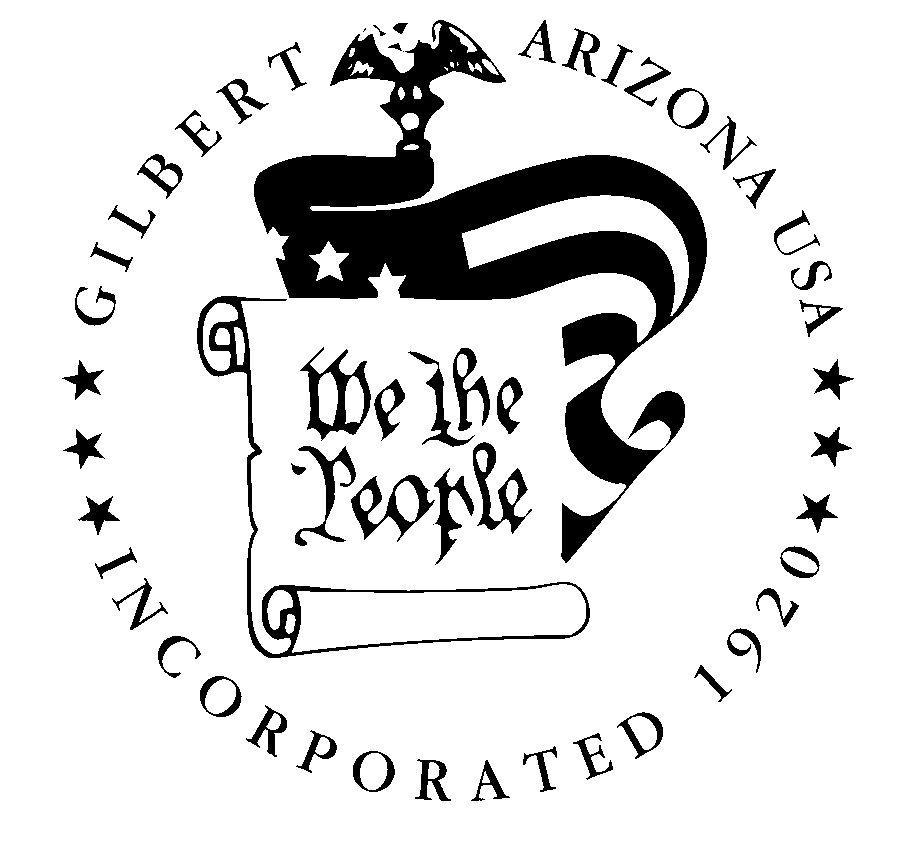 GILBERT ARIZONA USA
We the
People
INCORPORATED 1920